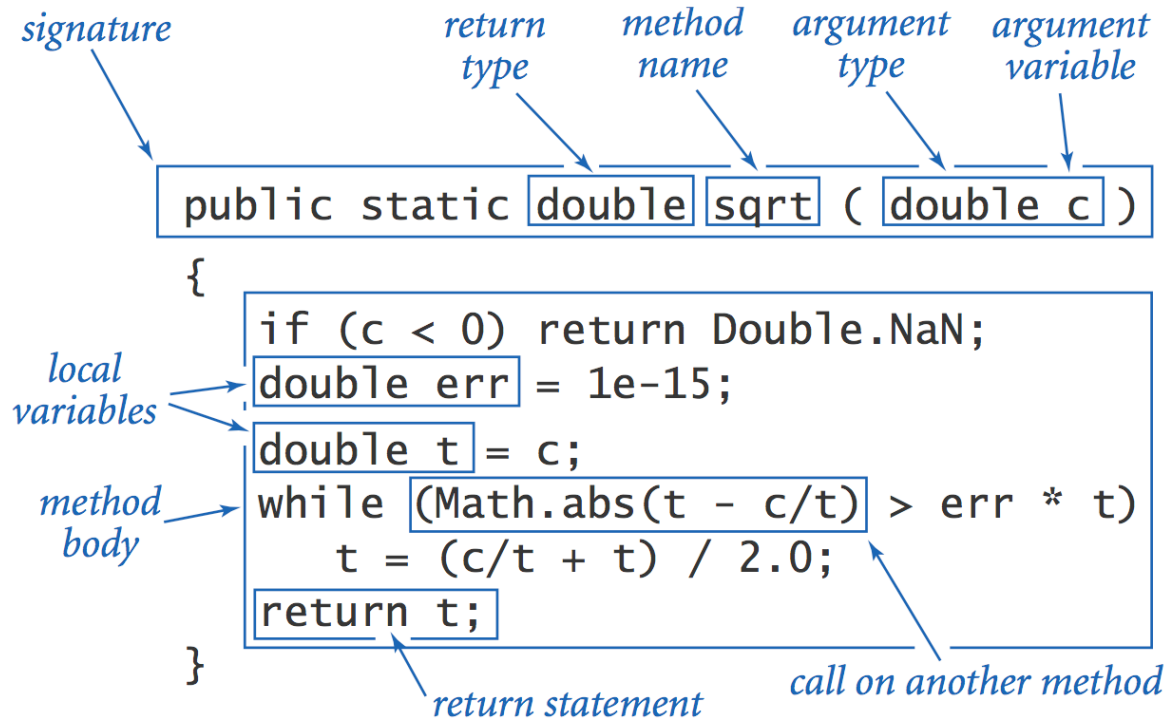 signature
return type
method name
argument type
argument variable
public static double sqrt ( double c )
{
if (c < 0) return Double.NaN;
local variables
double err = 1e-15;
double t = c;
method body
while (Math.abs(t - c/t) > err * t)
t = (c/t + t) / 2.0;
return t;
}
call on another method
return statement